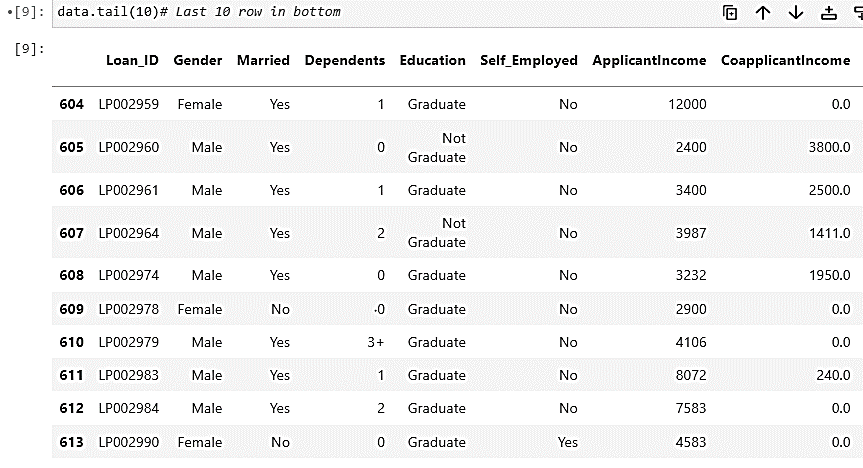 •[9]: data.tail(10)# Last 10 row in bottom
[9]:
Loan_ID Gender Married Dependents Education Self_Employed ApplicantIncome CoapplicantIncome
604 LP002959 Female Yes 1 Graduate No 12000 0.0
605 LP002960 Male Yes 0 Not Graduate No 2400 3800.0
606 LP002961 Male Yes 1 Graduate No 3400 2500.0
607 LP002964 Male Yes 2 Not Graduate No 3987 1411.0
608 LP002974 Male Yes 0 Graduate No 3232 1950.0
609 LP002978 Female No 0 Graduate No 2900 0.0
610 LP002979 Male Yes 3+ Graduate No 4106 0.0
611 LP002983 Male Yes 1 Graduate No 8072 240.0
612 LP002984 Male Yes 2 Graduate No 7583 0.0
613 LP002990 Female No 0 Graduate Yes 4583 0.0